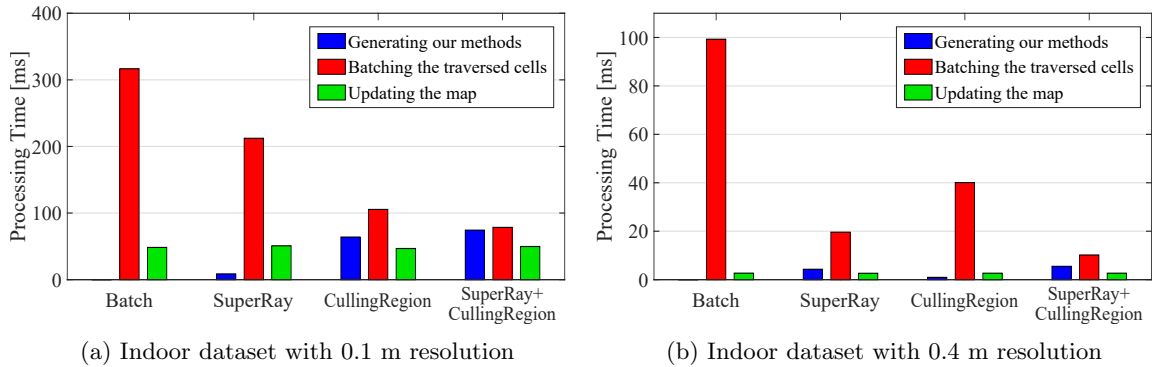 400
300
200
100
0
Processing Time [ms]
Generating our methods
Batching the traversed cells
Updating the map
Batch
SuperRay
CullingRegion
SuperRay+
CullingRegion
(a) Indoor dataset with 0.1 m resolution
100
80
60
40
20
0
Processing Time [ms]
Generating our methods
Batching the traversed cells
Updating the map
Batch
SuperRay
CullingRegion
SuperRay+
CullingRegion
(b) Indoor dataset with 0.4 m resolution